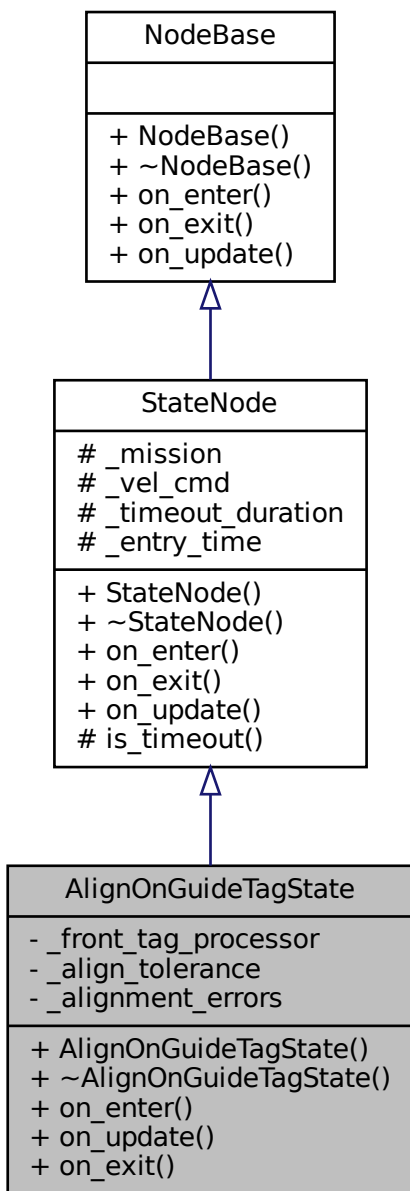 NodeBase
+ NodeBase()
+ ~NodeBase()
+ on_enter()
+ on_exit()
+ on_update()
StateNode
# _mission
# _vel_cmd
# _timeout_duration
# _entry_time
+ StateNode()
+ ~StateNode()
+ on_enter()
+ on_exit()
+ on_update()
# is_timeout()
AlignOnGuideTagState
- _front_tag_processor
- _align_tolerance
- _alignment_errors
+ AlignOnGuideTagState()
+ ~AlignOnGuideTagState()
+ on_enter()
+ on_update()
+ on_exit()